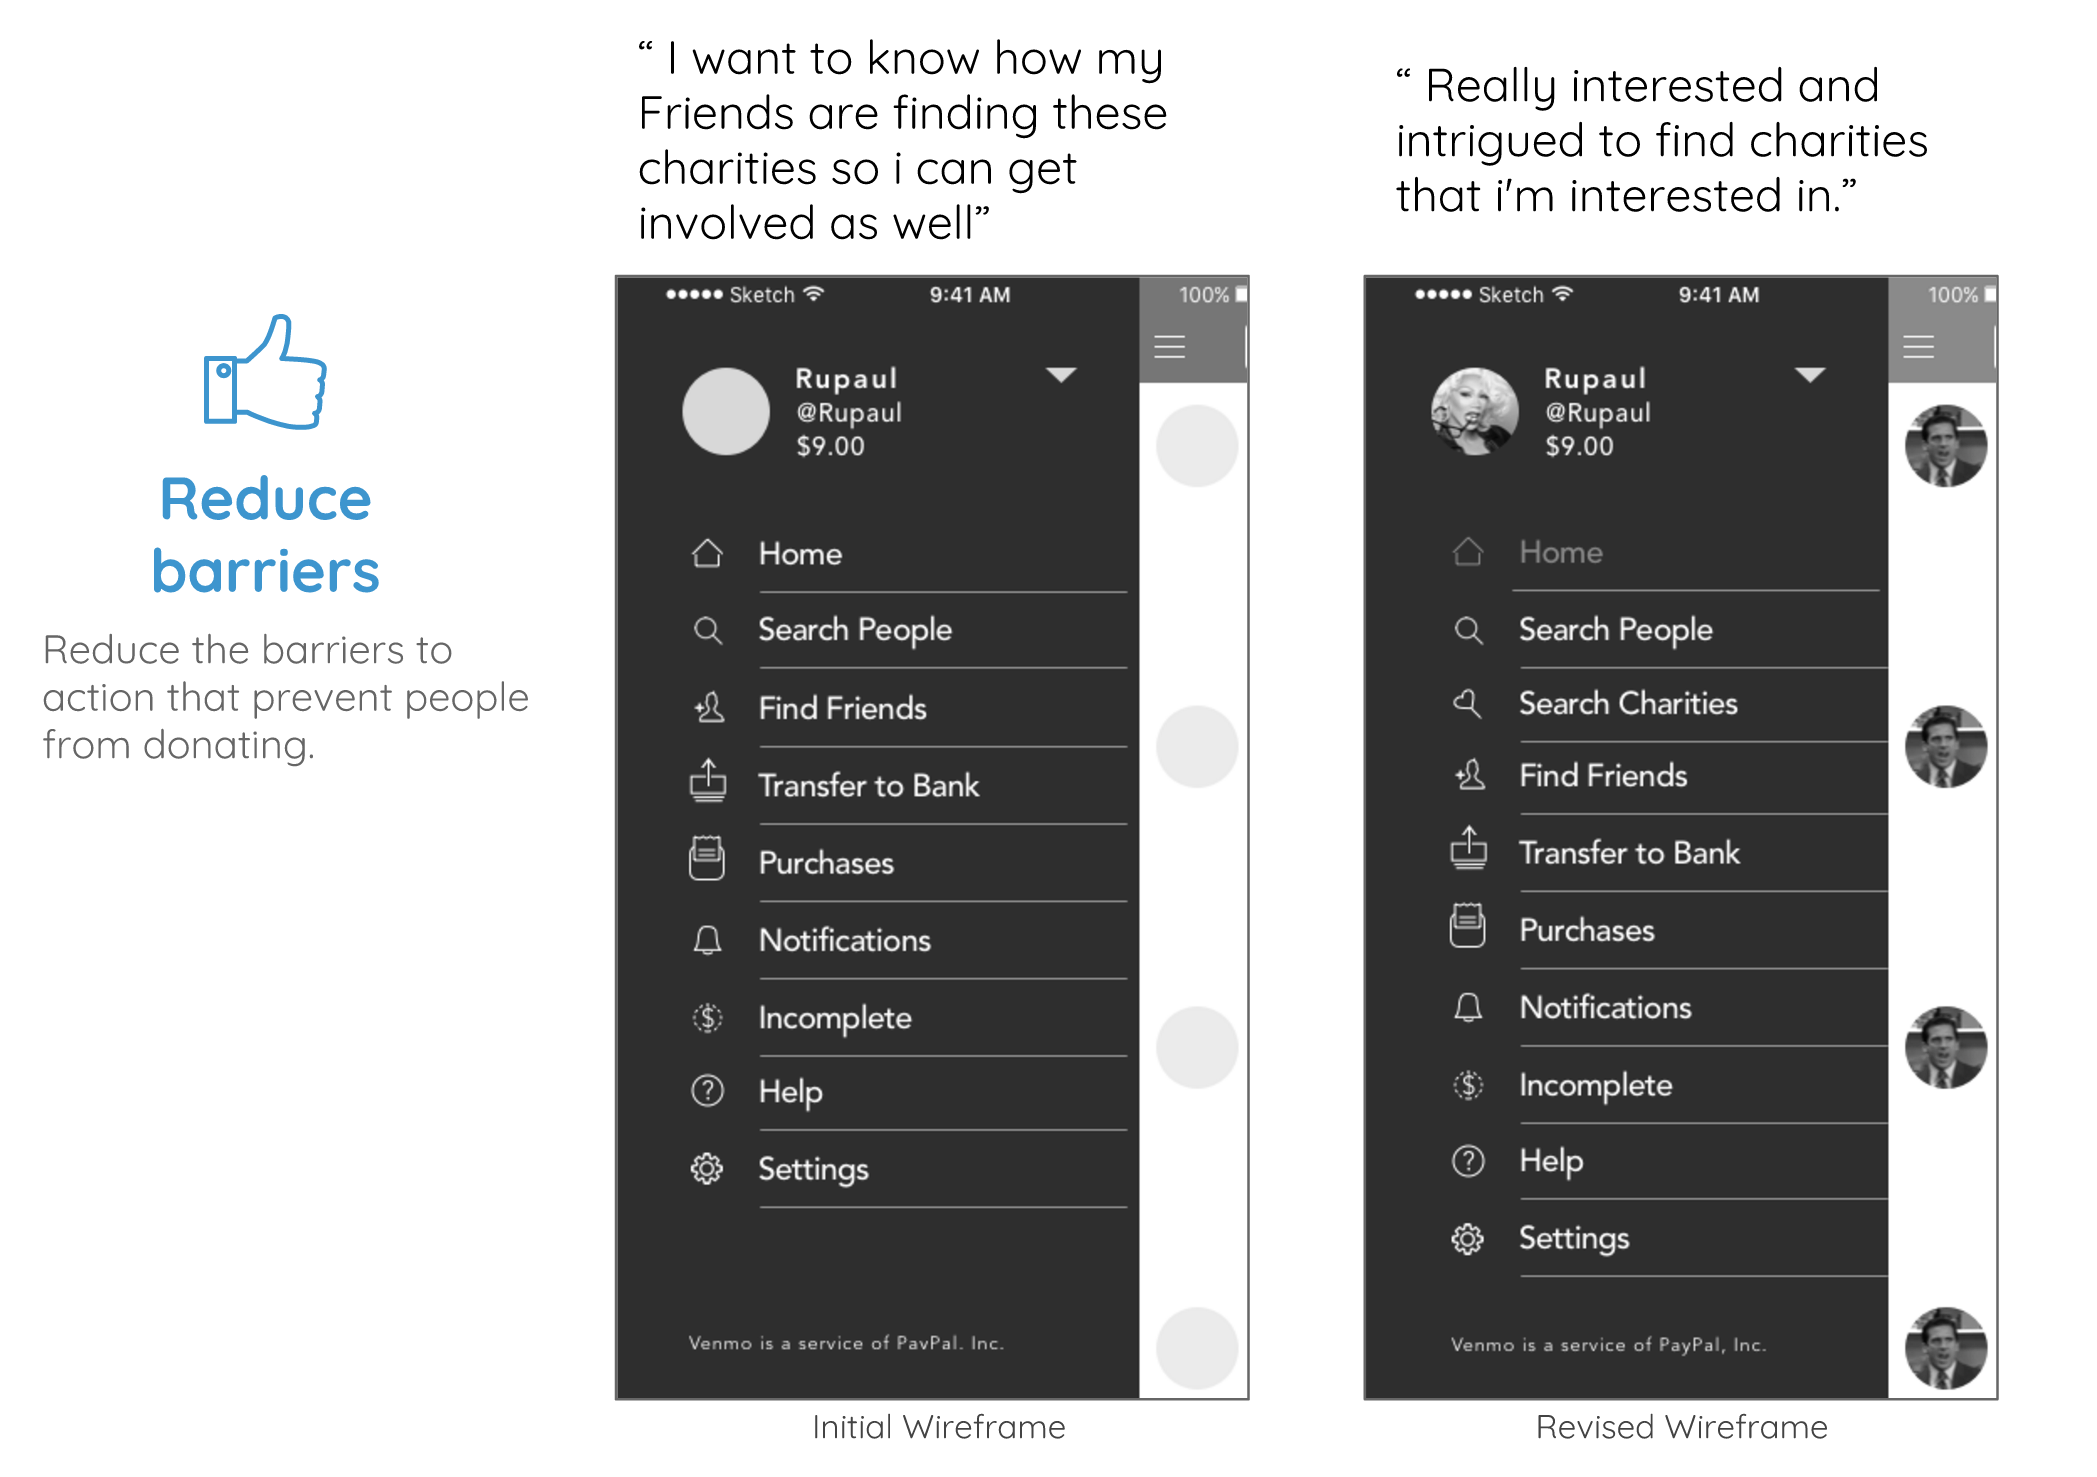 “ I want to know how my
Friends are finding these
charities so i can get
involved as well”
“ Really interested and
intrigued to find charities
that i'm interested in.”
Reduce
barriers
Reduce the barriers to
action that prevent people
from donating.
Sketch 9:41 AM 100%
Rupaul
@Rupaul
$9.00
Home
Search People
Find Friends
Transfer to Bank
Purchases
Notifications
Incomplete
Help
Settings
Venmo is a service of PayPal. Inc.
Initial Wireframe
Sketch 9:41 AM 100%
Rupaul
@Rupaul
$9.00
Home
Search People
Search Charities
Find Friends
Transfer to Bank
Purchases
Notifications
Incomplete
Help
Settings
Venmo is a service of PayPal, Inc.
Revised Wireframe